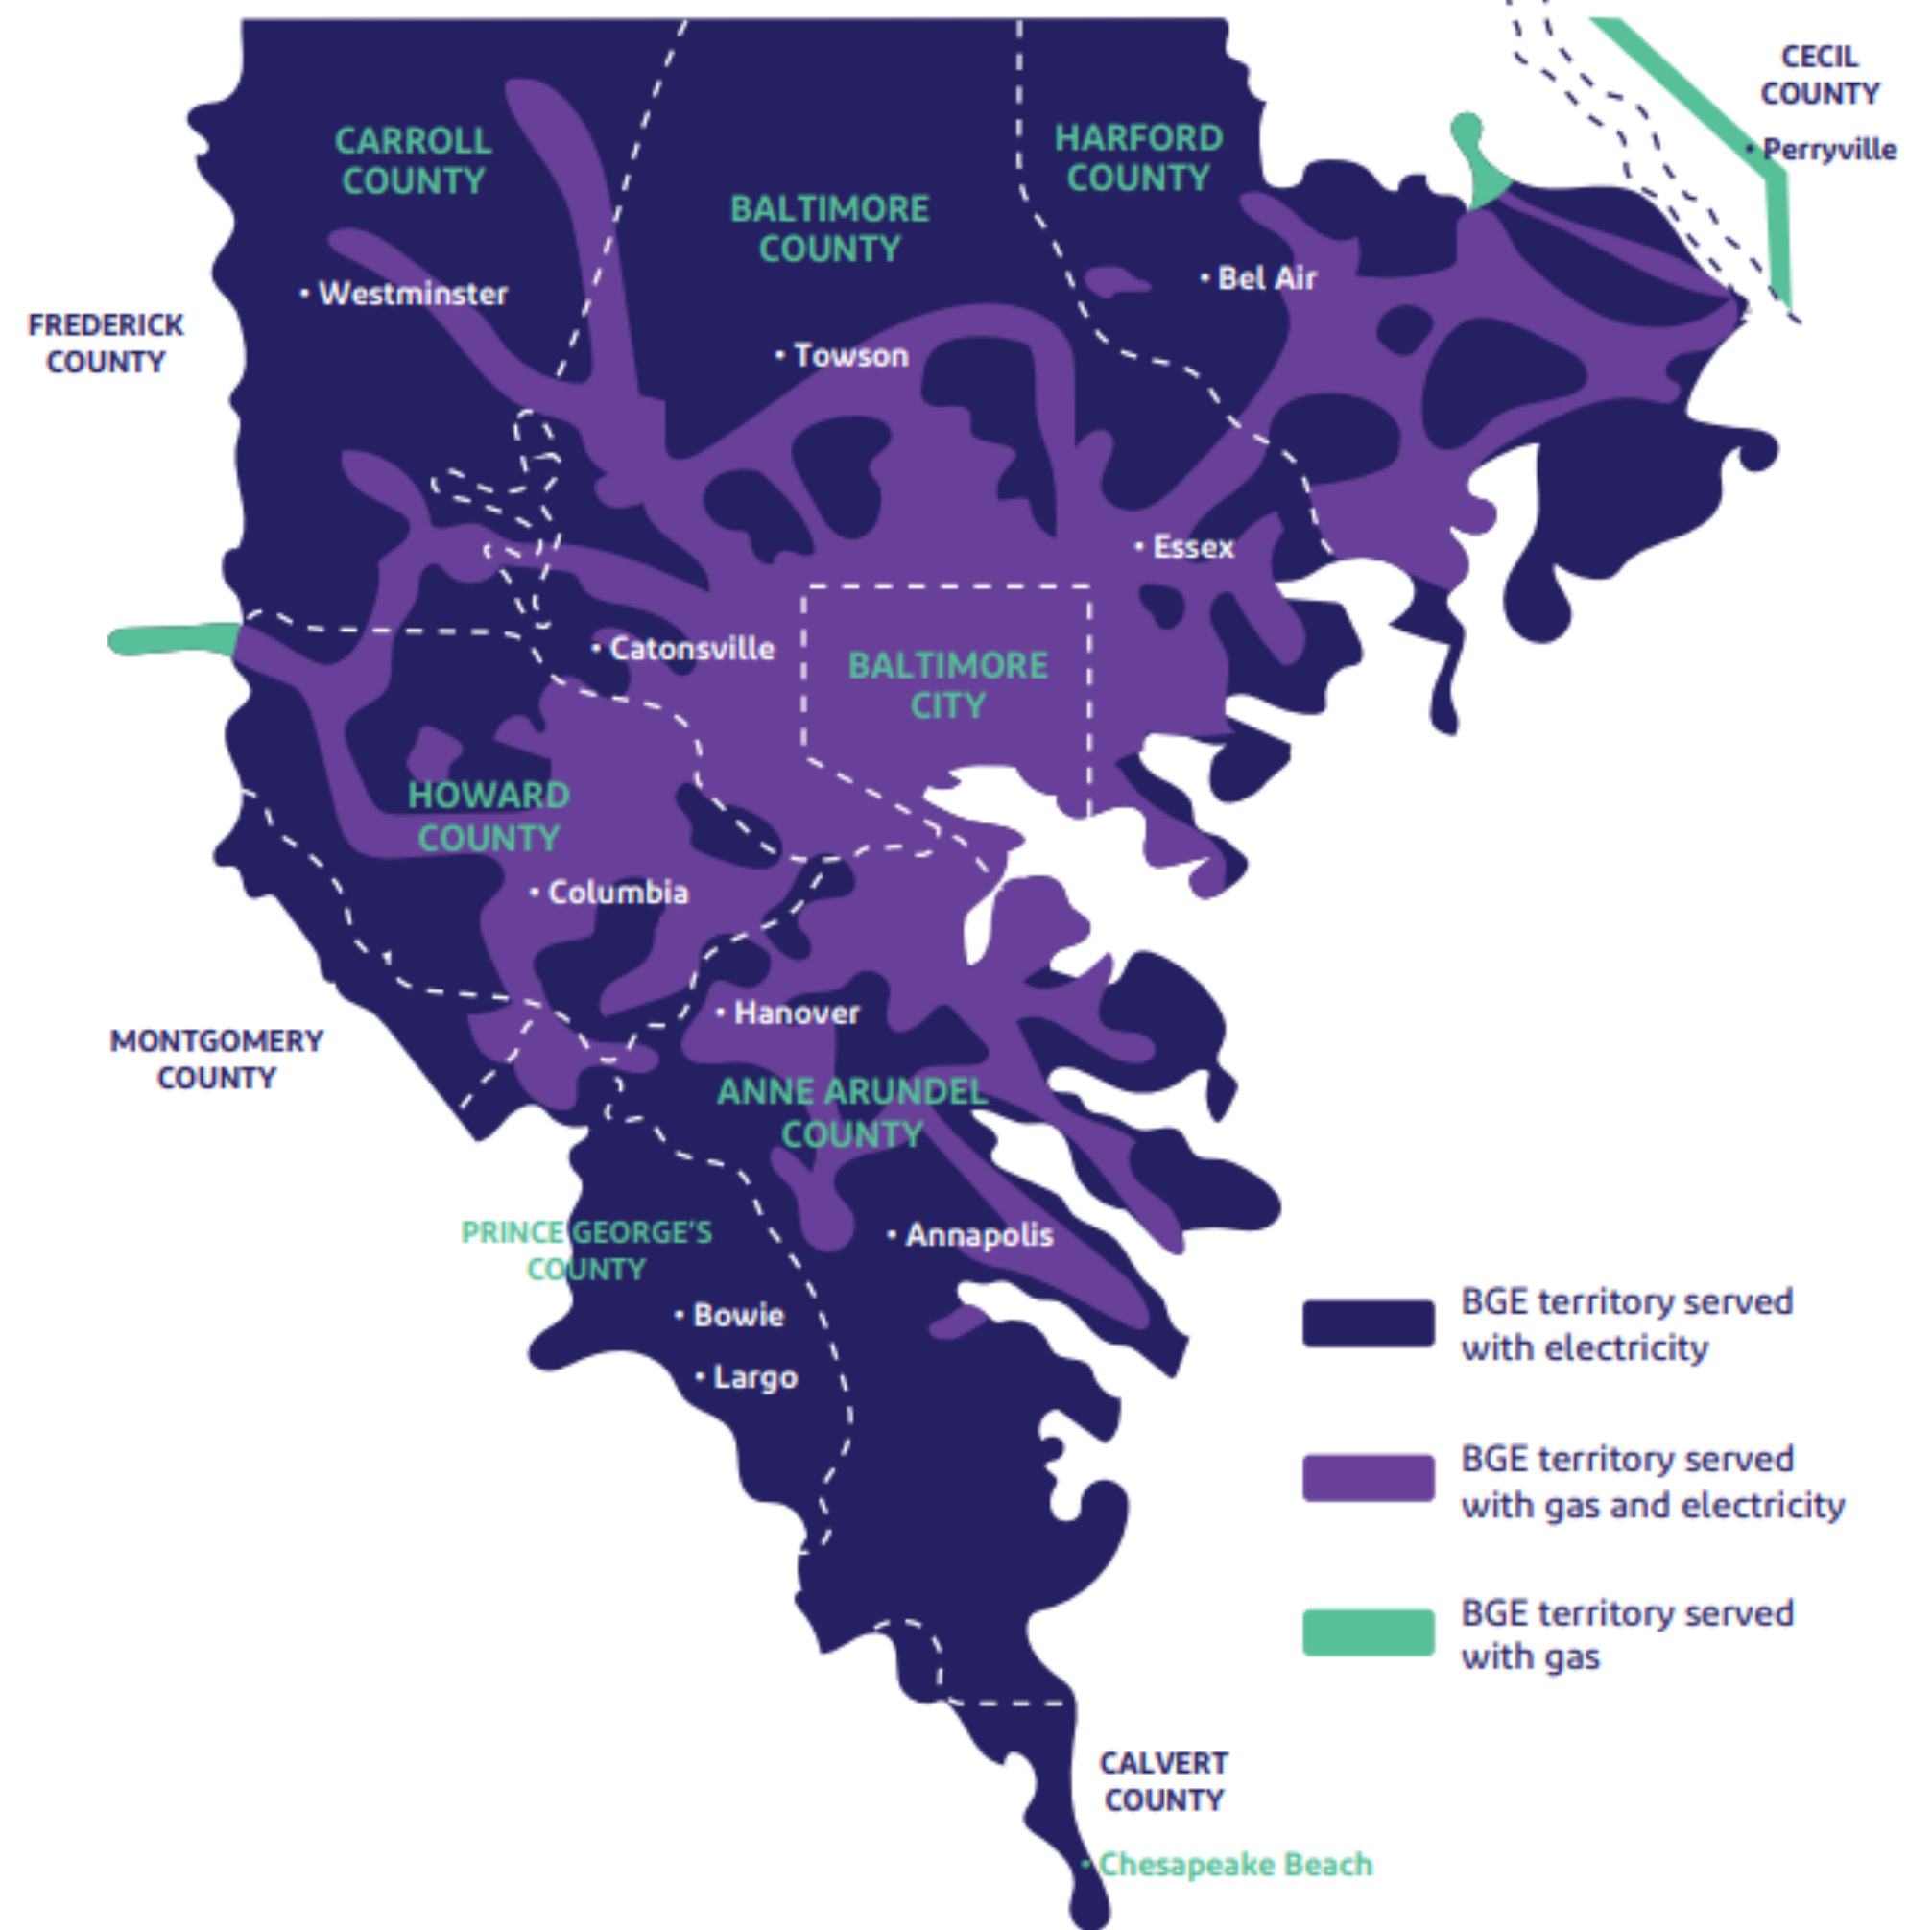 CECIL
COUNTY
• Perryville
CARROLL
COUNTY
HARFORD
COUNTY
BALTIMORE
COUNTY
• Bel Air
• Westminster
FREDERICK
COUNTY
• Towson
• Essex
• Catonsville
BALTIMORE
CITY
HOWARD
COUNTY
• Columbia
• Hanover
MONTGOMERY
COUNTY
ANNE ARUNDEL
COUNTY
PRINCE GEORGE'S
COUNTY
• Annapolis
• Bowie
• Largo
BGE territory served
with electricity
BGE territory served
with gas and electricity
BGE territory served
with gas
CALVERT
COUNTY
• Chesapeake Beach